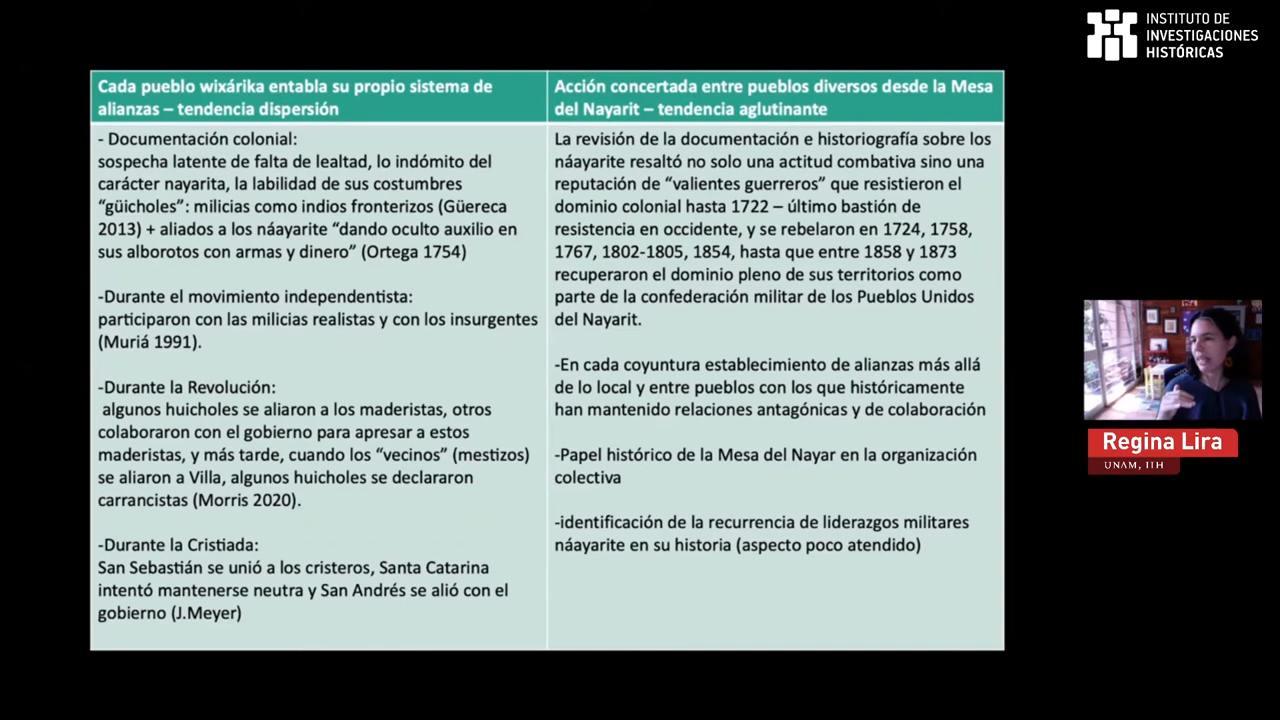 INSTITUTO DE
INVESTIGACIONES
HISTÓRICAS
Cada pueblo wixárika entabla su propio sistema de
alianzas – tendencia dispersión
- Documentación colonial:
sospecha latente de falta de lealtad, lo indómito del
carácter nayarita, la labilidad de sus costumbres
“güicholes”: milicias como indios fronterizos (Güereca
2013) + aliados a los náayarite “dando oculto auxilio en
sus alborotos con armas y dinero” (Ortega 1754)
-Durante el movimiento independentista:
participaron con las milicias realistas y con los insurgentes
(Muriá 1991).
-Durante la Revolución:
algunos huicholes se aliaron a los maderistas, otros
colaboraron con el gobierno para apresar a estos
maderistas, y más tarde, cuando los “vecinos” (mestizos)
se aliaron a Villa, algunos huicholes se declararon
carrancistas (Morris 2020).
-Durante la Cristiada:
San Sebastián se unió a los cristeros, Santa Catarina
intentó mantenerse neutra y San Andrés se alió con el
gobierno (J.Meyer)
Acción concertada entre pueblos diversos desde la Mesa
del Nayarit – tendencia aglutinante
La revisión de la documentación e historiografía sobre los
náayarite resaltó no solo una actitud combativa sino una
reputación de “valientes guerreros” que resistieron el
dominio colonial hasta 1722 – último bastión de
resistencia en occidente, y se rebelaron en 1724, 1758,
1767, 1802-1805, 1854, hasta que entre 1858 y 1873
recuperaron el dominio pleno de sus territorios como
parte de la confederación militar de los Pueblos Unidos
del Nayarit.
-En cada coyuntura establecimiento de alianzas más allá
de lo local y entre pueblos con los que históricamente
han mantenido relaciones antagónicas y de colaboración
-Papel histórico de la Mesa del Nayar en la organización
colectiva
-identificación de la recurrencia de liderazgos militares
náayarite en su historia (aspecto poco atendido)
Regina Lira
UNAM, IIH